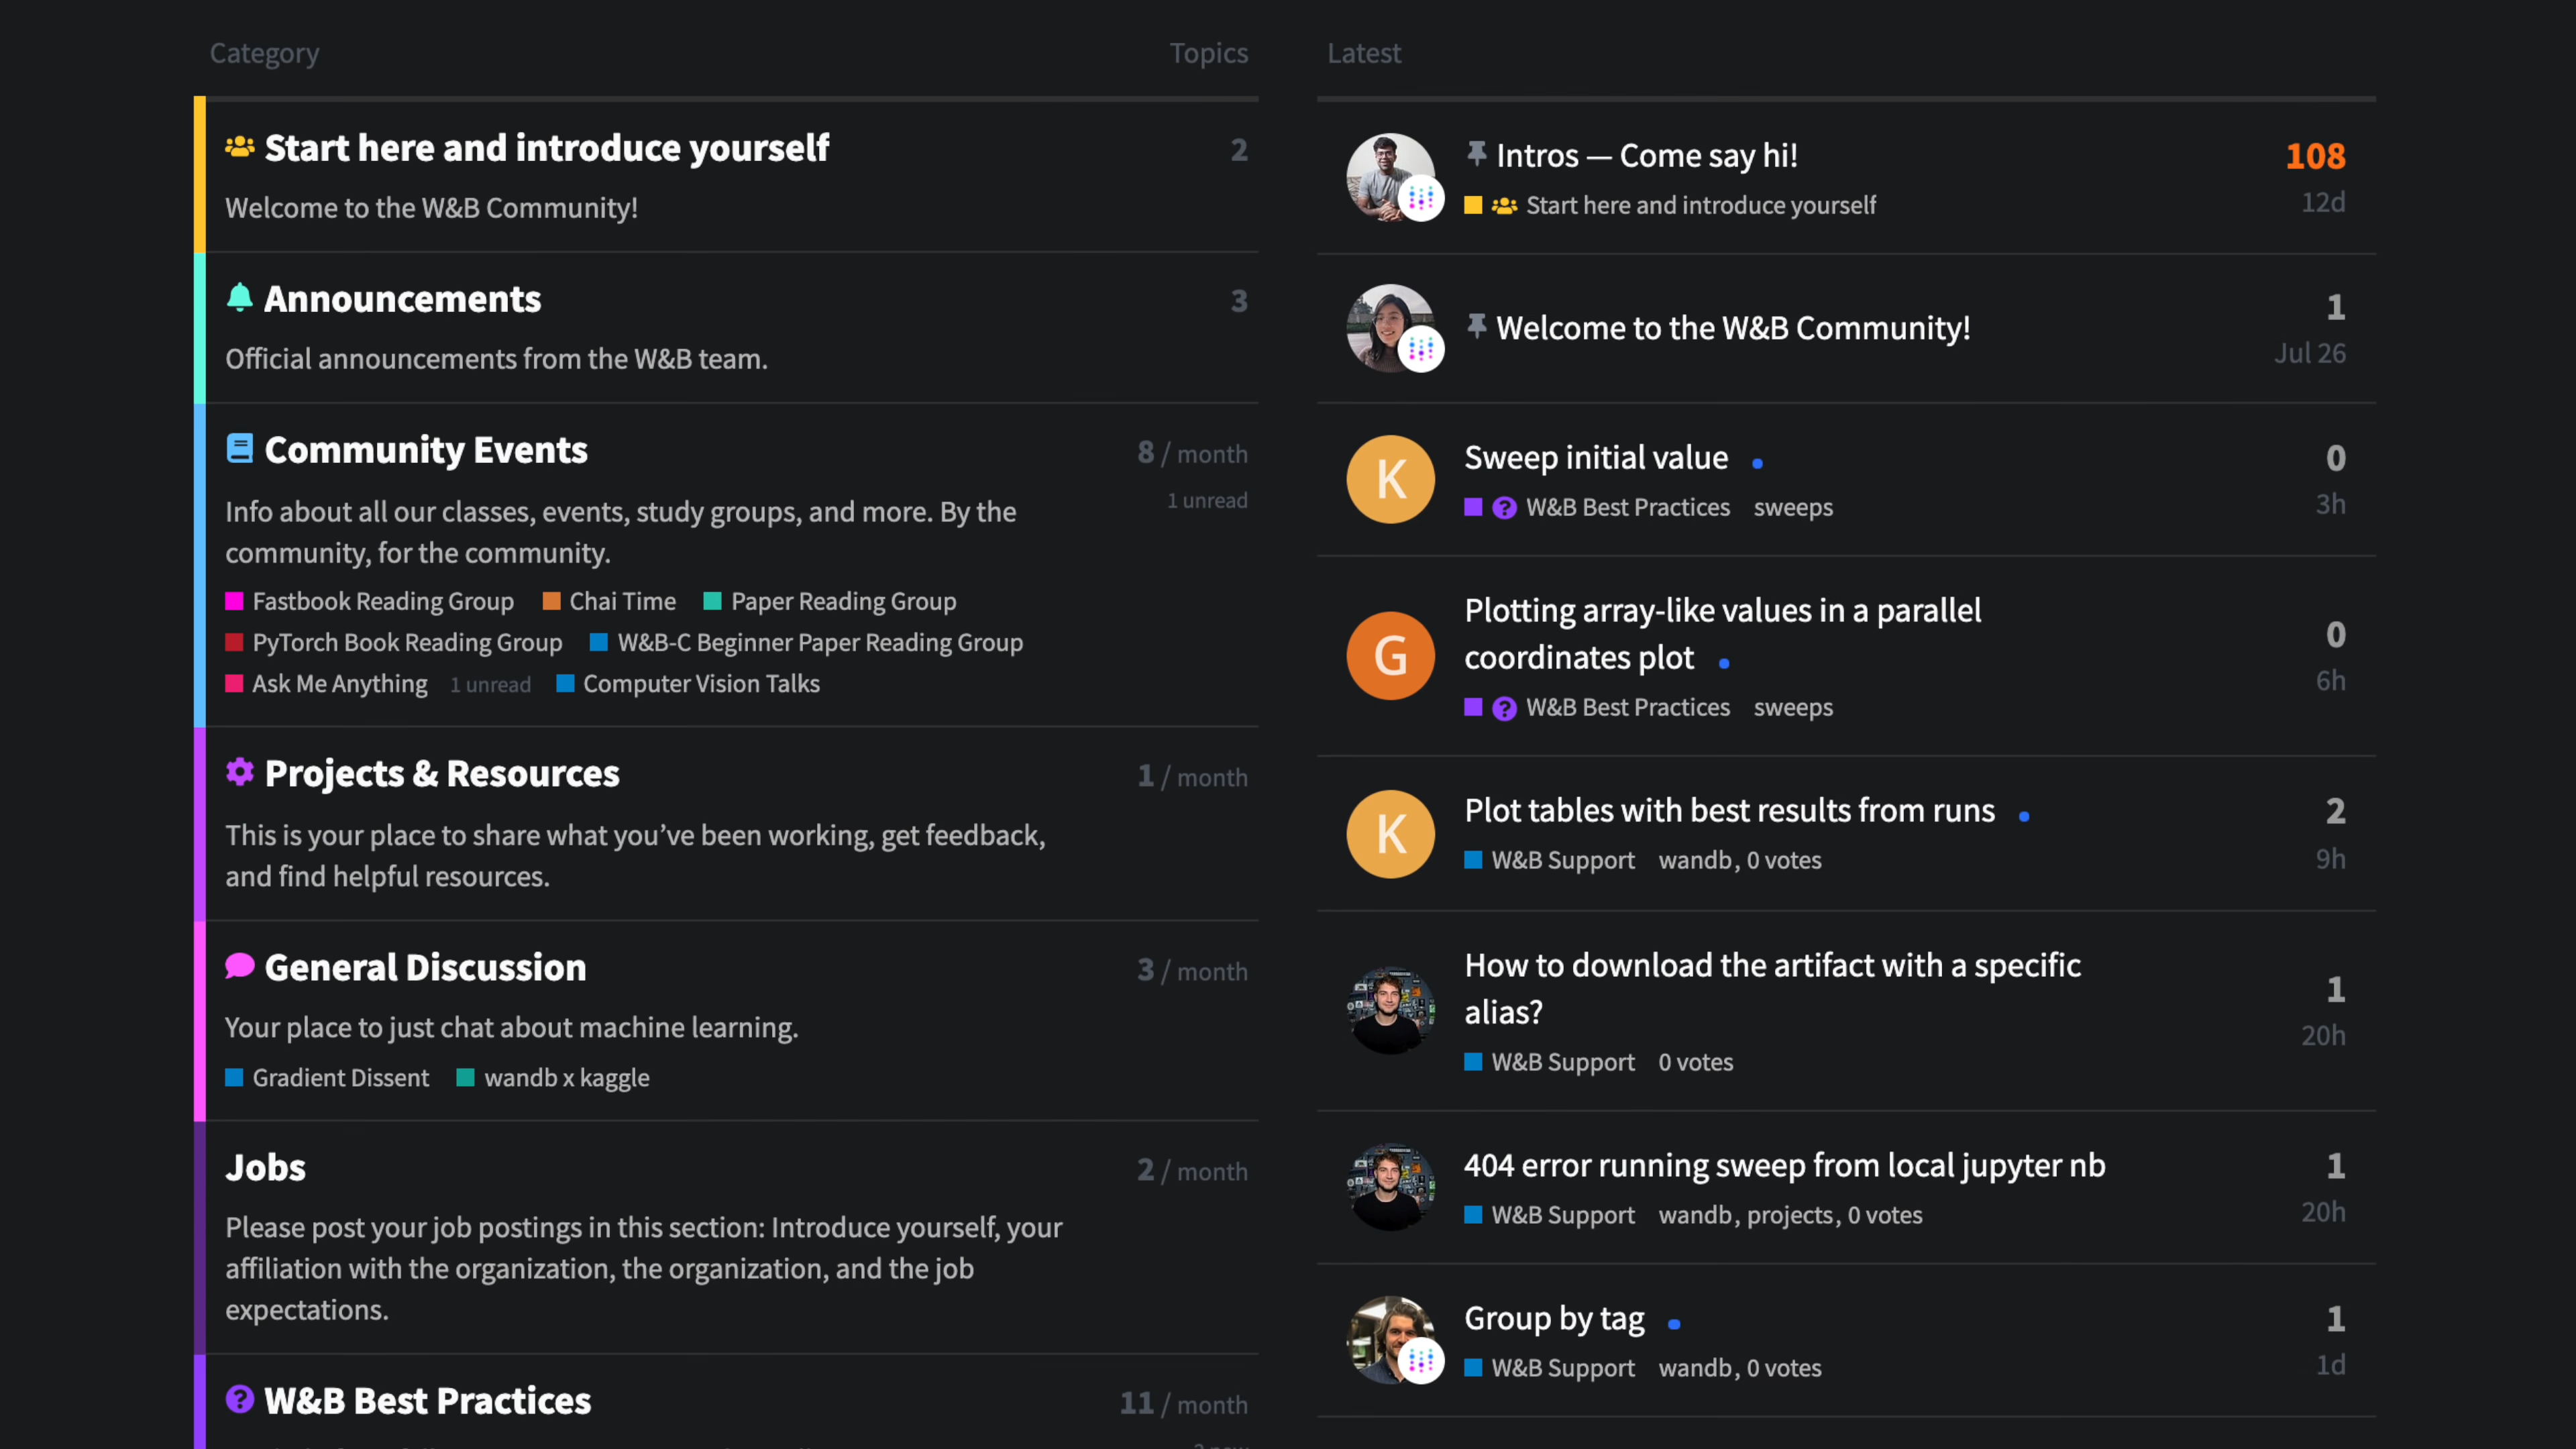 Category
Topics
Start here and introduce yourself
2
Welcome to the W&B Community!
Announcements
3
Official announcements from the W&B team.
Community Events
8 / month
1 unread
Info about all our classes, events, study groups, and more. By the
community, for the community.
Fastbook Reading Group Chai Time Paper Reading Group
PyTorch Book Reading Group W&B-C Beginner Paper Reading Group
Ask Me Anything 1 unread Computer Vision Talks
Projects & Resources
1 / month
This is your place to share what you’ve been working, get feedback,
and find helpful resources.
General Discussion
3 / month
Your place to just chat about machine learning.
Gradient Dissent wandb x kaggle
Jobs
2 / month
Please post your job postings in this section: Introduce yourself, your
affiliation with the organization, the organization, and the job
expectations.
W&B Best Practices
11 / month
Latest
Intros — Come say hi!
108
Start here and introduce yourself
12d
Welcome to the W&B Community!
1
Jul 26
K
Sweep initial value
0
W&B Best Practices sweeps
3h
G
Plotting array-like values in a parallel
coordinates plot
0
6h
W&B Best Practices sweeps
K
Plot tables with best results from runs
2
W&B Support wandb, 0 votes
9h
How to download the artifact with a specific
alias?
1
20h
W&B Support 0 votes
404 error running sweep from local jupyter nb
1
W&B Support wandb, projects, 0 votes
20h
Group by tag
1
W&B Support wandb, 0 votes
1d